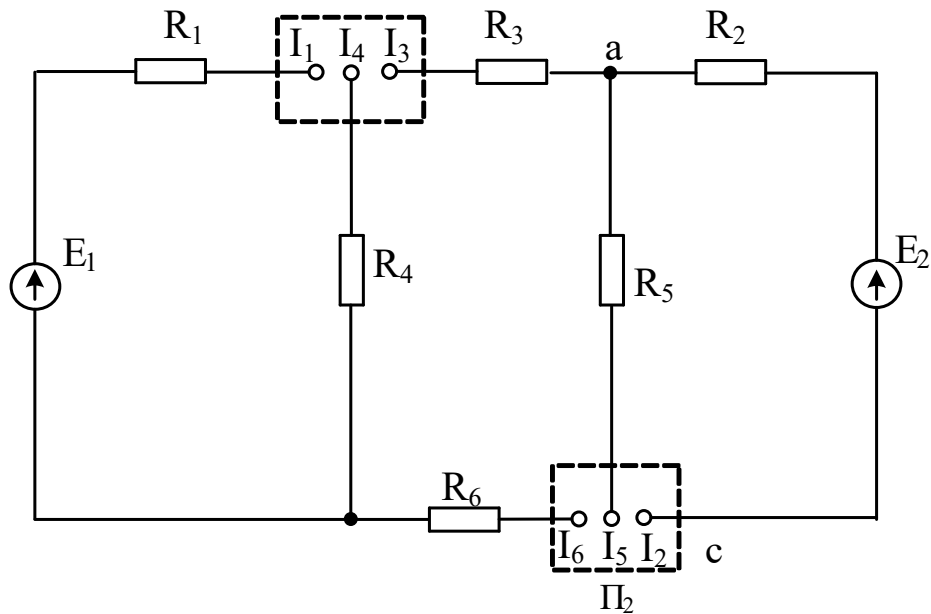 R₁
I₁ I₄ I₃
R₃
a
R₂
E₁
R₄
R₅
E₂
R₆
I₆ I₅ I₂
c
П₂